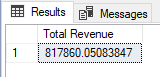 Results Messages
Total Revenue
1 817860.05083847